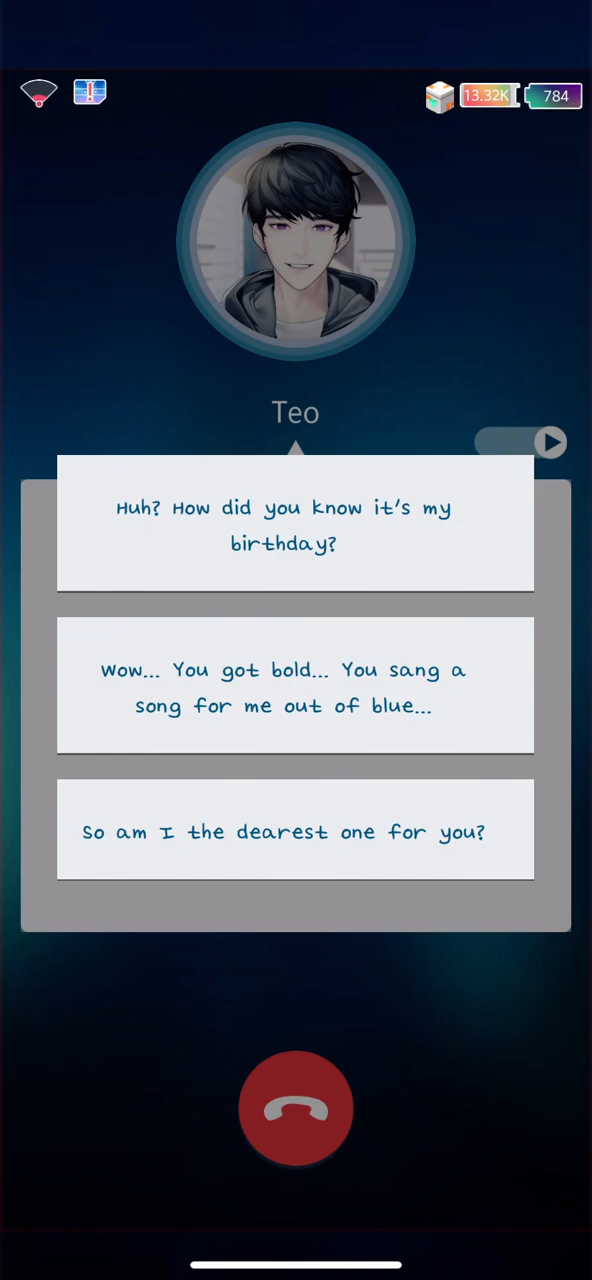 13.32K
784
Teo
Huh? How did you know it's my
birthday?
Wow... You got bold... You sang a
song for me out of blue...
So am I the dearest one for you?